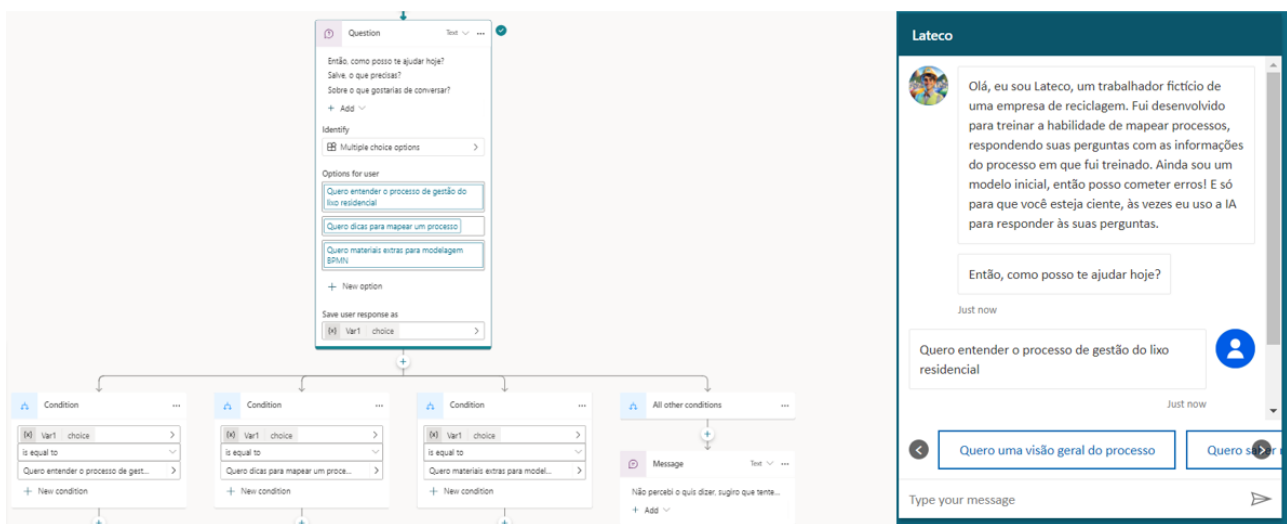 Question
Text
Então, como posso te ajudar hoje?
Salve, o que precisas?
Sobre o que gostarias de conversar?
+ Add
Identify
Multiple choice options
Options for user
Quero entender o processo de gestão do
lixo residencial
Quero dicas para mapear um processo
Quero materiais extras para modelagem
BPMN
+ New option
Save user response as
{x} Var1 choice
Condition
{x} Var1 choice
is equal to
Quero entender o processo de gest...
+ New condition
Condition
{x} Var1 choice
is equal to
Quero dicas para mapear um proce...
+ New condition
Condition
{x} Var1 choice
is equal to
Quero materiais extras para model...
+ New condition
All other conditions
Message
Text
Não percebi o quis dizer, sugiro que tente...
+ Add
Lateco
Olá, eu sou Lateco, um trabalhador fictício de
uma empresa de reciclagem. Fui desenvolvido
para treinar a habilidade de mapear processos,
respondendo suas perguntas com as informações
do processo em que fui treinado. Ainda sou um
modelo inicial, então posso cometer erros! E só
para que você esteja ciente, às vezes eu uso a IA
para responder às suas perguntas.
Então, como posso te ajudar hoje?
Just now
Quero entender o processo de gestão do lixo
residencial
Just now
Quero uma visão geral do processo
Quero
Type your message